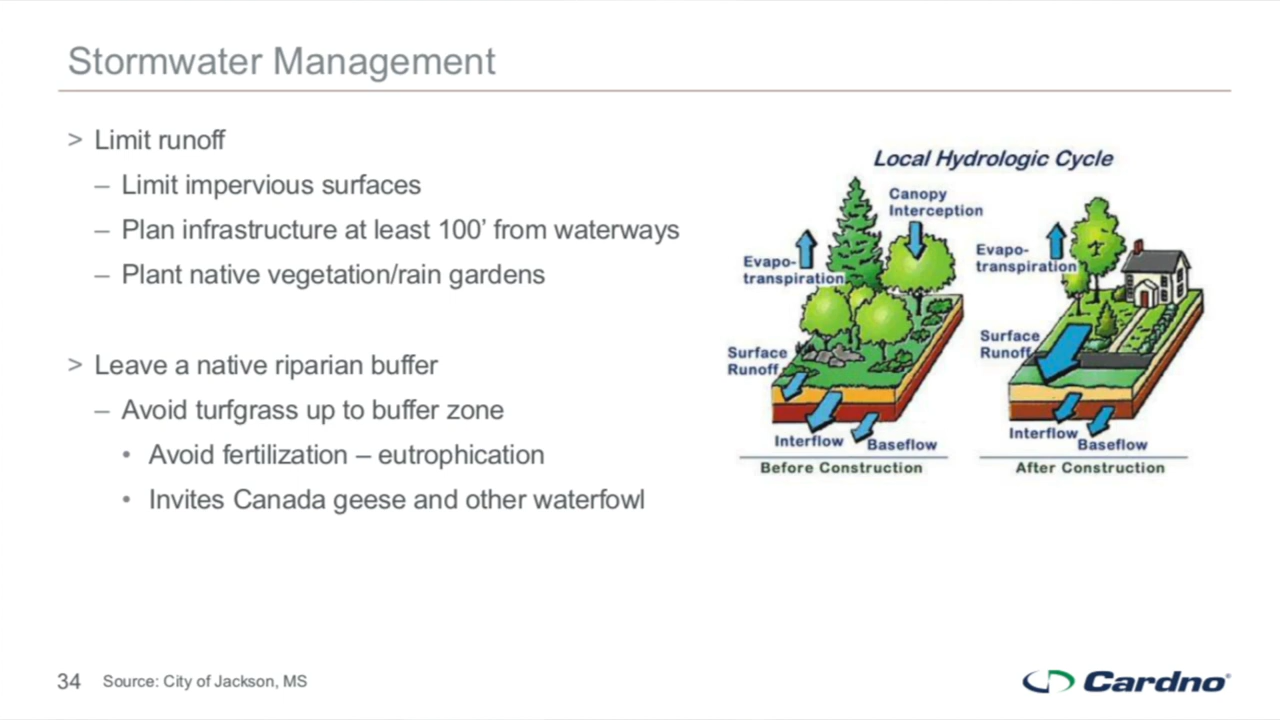 Stormwater Management
> Limit runoff
– Limit impervious surfaces
– Plan infrastructure at least 100’ from waterways
– Plant native vegetation/rain gardens
> Leave a native riparian buffer
– Avoid turfgrass up to buffer zone
• Avoid fertilization – eutrophication
• Invites Canada geese and other waterfowl
Local Hydrologic Cycle
Canopy
Interception
Evapo-
transpiration
Surface
Runoff
Interflow
Baseflow
Before Construction
Evapo-
transpiration
Surface
Runoff
Interflow
Baseflow
After Construction
34
Source: City of Jackson, MS
Cardno®